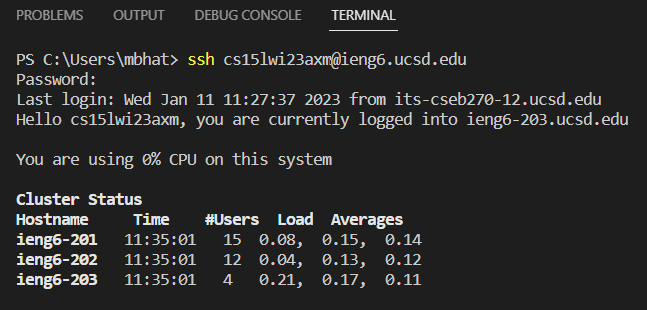 PROBLEMS OUTPUT DEBUG CONSOLE TERMINAL
PS C:\Users\mbhat> ssh cs15lwi23axm@ieng6.ucsd.edu
Password:
Last login: Wed Jan 11 11:27:37 2023 from its-cseb270-12.ucsd.edu
Hello cs15lwi23axm, you are currently logged into ieng6-203.ucsd.edu
You are using 0% CPU on this system
Cluster Status
Hostname Time #Users Load Averages
ieng6-201 11:35:01 15 0.08, 0.15, 0.14
ieng6-202 11:35:01 12 0.04, 0.13, 0.12
ieng6-203 11:35:01 4 0.21, 0.17, 0.11